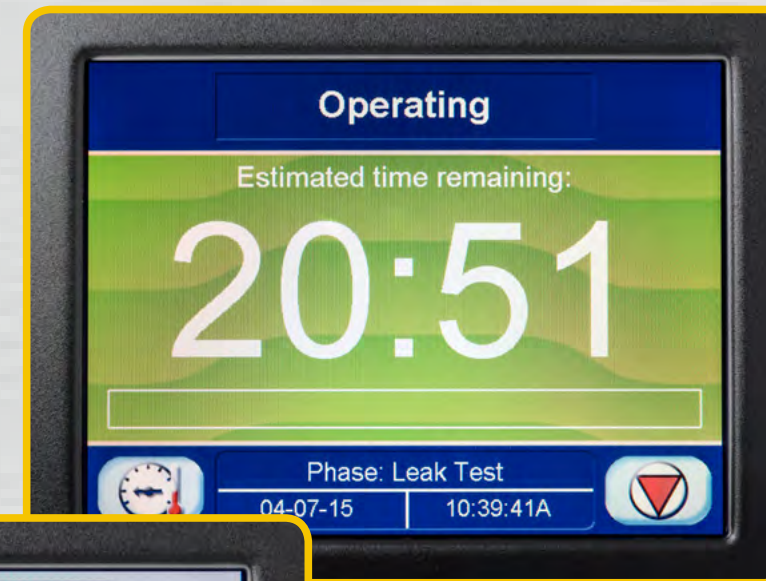 Operating
Estimated time remaining:
20:51
Phase: Leak Test
04-07-15 10:39:41A